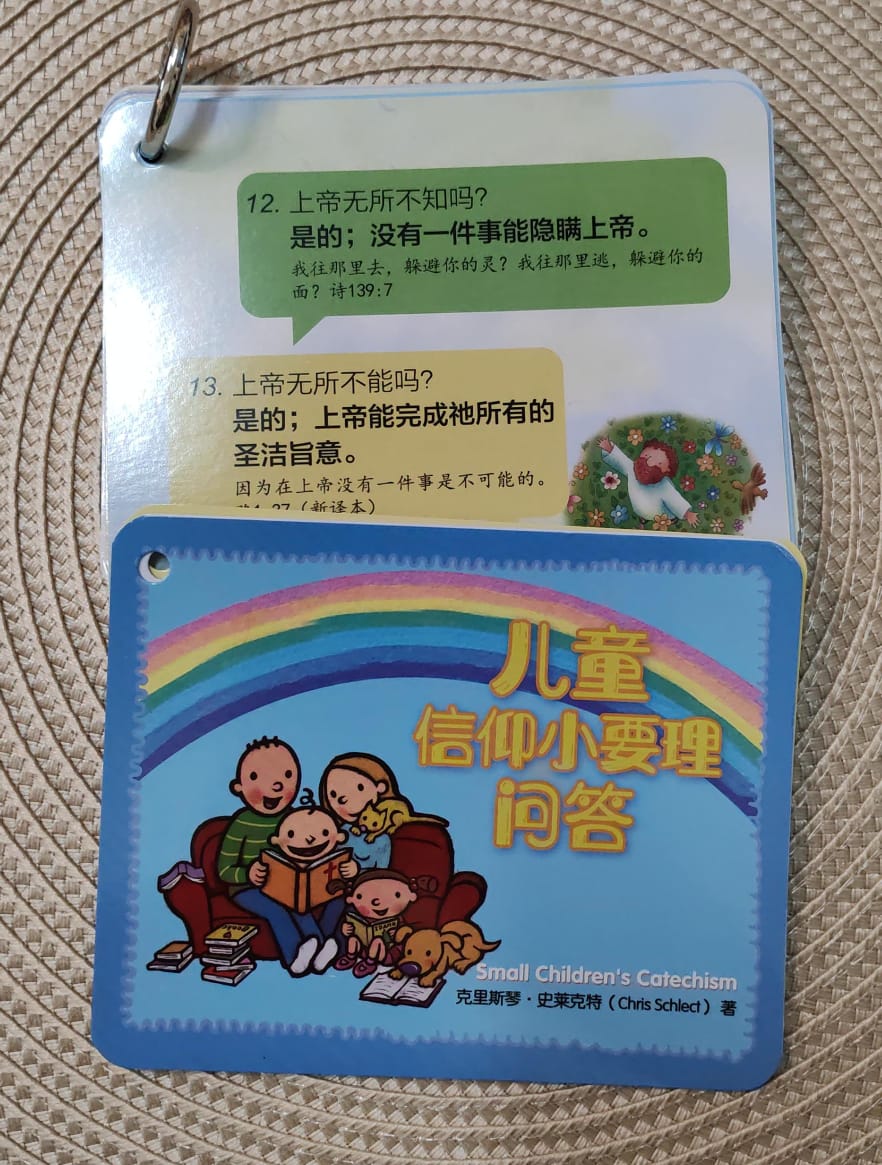 12. 上帝无所不知吗?
是的；没有一件事能隐瞒上帝。
我往那里去，躲避你的灵？我往那里逃，躲避你的
面？诗139:7
13. 上帝无所不能吗?
是的；上帝能完成祂所有的
圣洁旨意。
因为在上帝没有一件事是不可能的。
27（新译本）
儿童
信仰小要理
问答
Small Children's Catechism
克里斯琴·史莱克特（Chris Schlect）著